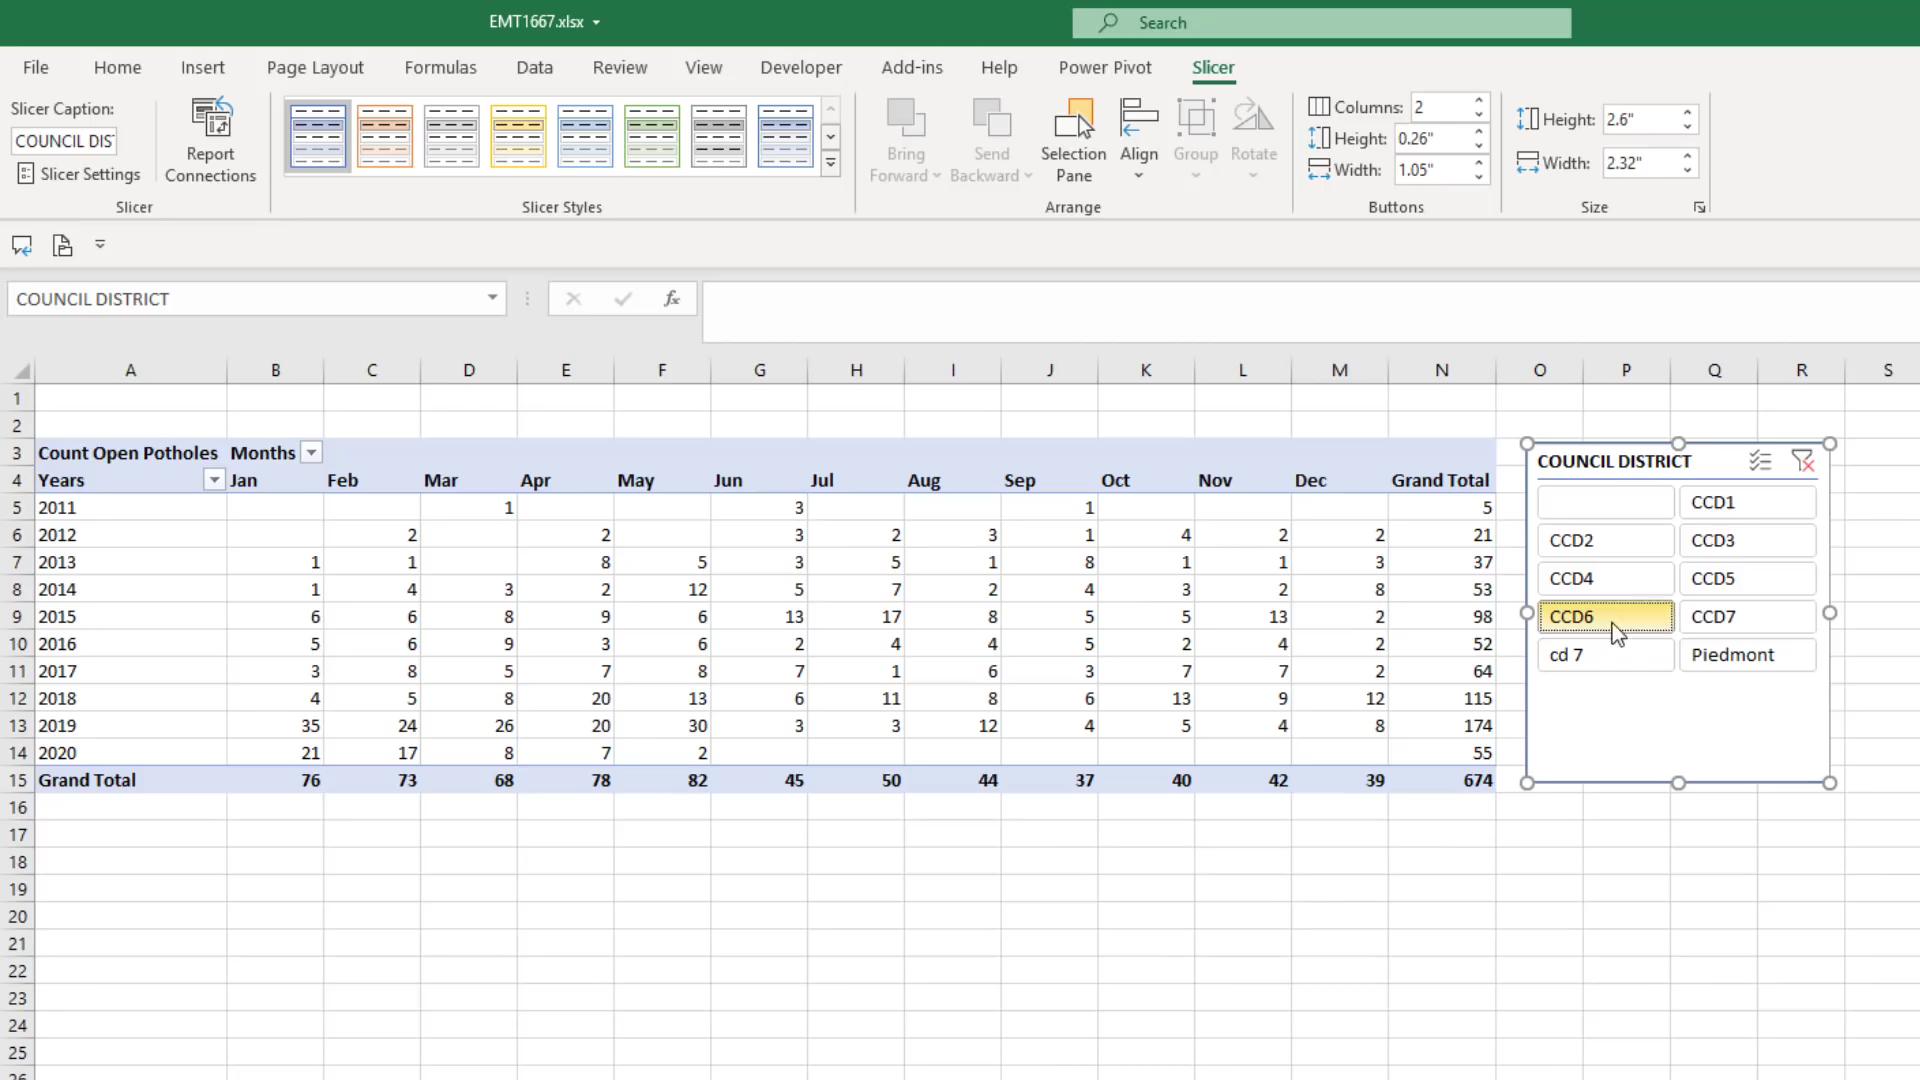 EMT1667.xlsx
Search
File Home Insert Page Layout Formulas Data Review View Developer Add-ins Help Power Pivot Slicer
Slicer Caption:
COUNCIL DIS
Slicer Settings
Slicer
Report
Connections
Slicer Styles
Bring
Forward
Send
Backward
Selection
Pane
Align
Group
Rotate
Arrange
Columns: 2
Height: 0.26"
Width: 1.05"
Buttons
Height: 2.6"
Width: 2.32"
Size
COUNCIL DISTRICT
fx
A B C D E F G H I J K L M N O P Q R S
1
2
3 Count Open Potholes Months
4 Years Jan Feb Mar Apr May Jun Jul Aug Sep Oct Nov Dec Grand Total
5 2011 1 3 1 5
6 2012 2 2 3 2 3 1 4 2 2 21
7 2013 1 1 8 5 3 5 1 8 1 1 3 37
8 2014 1 4 3 2 12 5 7 2 4 3 2 8 53
9 2015 6 6 8 9 6 13 17 8 5 5 13 2 98
10 2016 5 6 9 3 6 2 4 4 5 2 4 2 52
11 2017 3 8 5 7 8 7 1 6 3 7 7 2 64
12 2018 4 5 8 20 13 6 11 8 6 13 9 12 115
13 2019 35 24 26 20 30 3 3 12 4 5 4 8 174
14 2020 21 17 8 7 2 55
15 Grand Total 76 73 68 78 82 45 50 44 37 40 42 39 674
16
17
18
19
20
21
22
23
24
25
26
COUNCIL DISTRICT
CCD1
CCD2 CCD3
CCD4 CCD5
CCD6 CCD7
cd 7 Piedmont